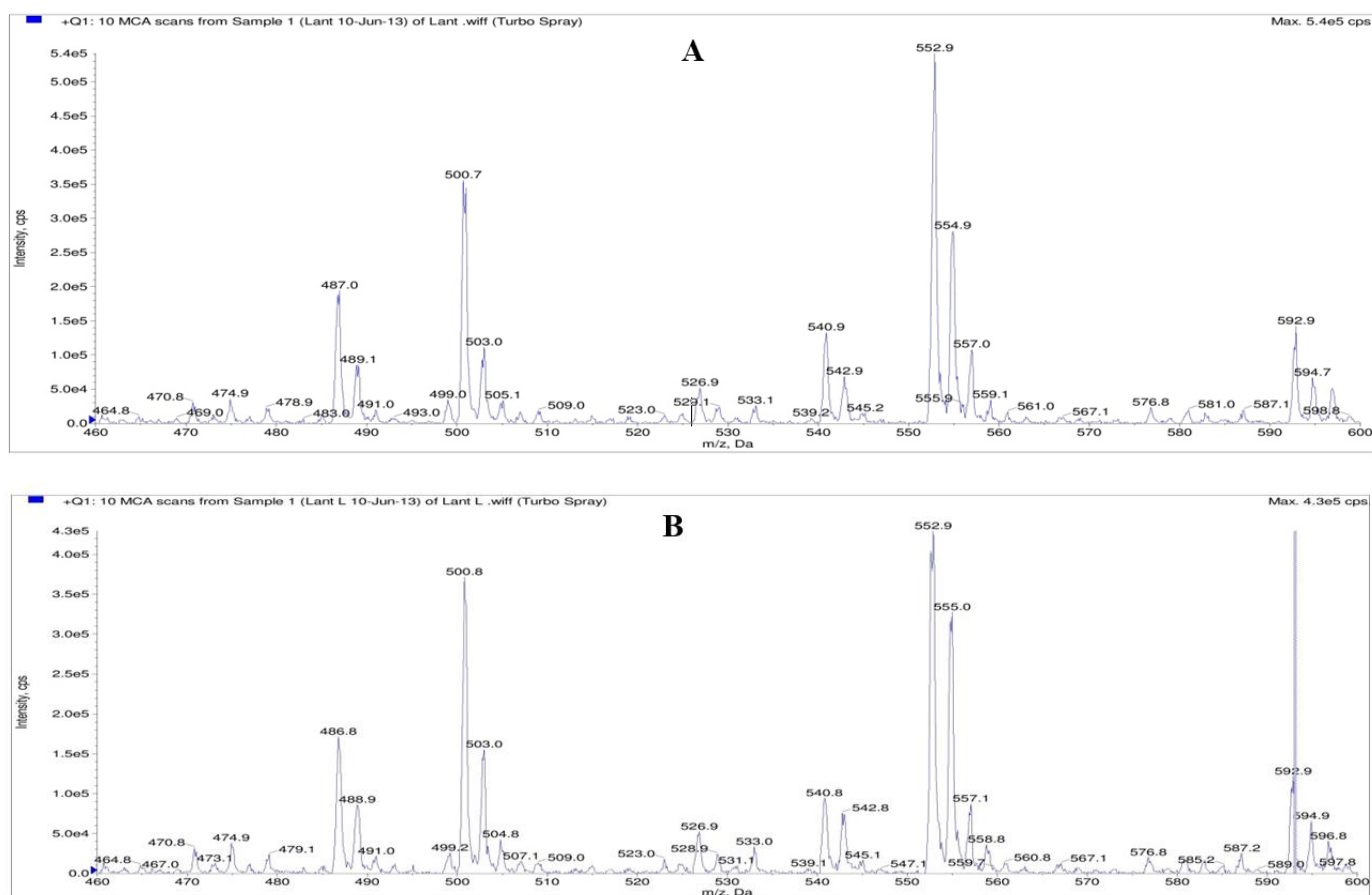 +Q1: 10 MCA scans from Sample 1 (Lant 10-Jun-13) of Lant .wiff (Turbo Spray) Max. 5.4e5 cps
A
552.9
5.4e5
5.0e5
4.5e5
4.0e5
500.7
3.5e5
3.0e5
554.9
2.5e5
487.0
2.0e5
1.5e5
540.9
592.9
503.0
557.0
489.1
1.0e5
542.9
594.7
526.9
5.0e4
470.8
474.9
478.9
499.0
505.1
529.1
533.1
555.9
559.1
464.8
469.0
483.0
491.0
493.0
509.0
523.0
539.2
545.2
561.0
567.1
576.8
581.0
587.1
598.8
0.0
460 470 480 490 500 510 520 530 540 550 560 570 580 590 600
m/z, Da
Intensity, cps
+Q1: 10 MCA scans from Sample 1 (Lant L 10-Jun-13) of Lant L .wiff (Turbo Spray) Max. 4.3e5 cps
B
552.9
4.3e5
4.0e5
500.8
3.5e5
555.0
3.0e5
2.5e5
2.0e5
486.8
503.0
1.5e5
592.9
540.8
1.0e5
488.9
557.1
542.8
594.9
5.0e4
526.9
596.8
470.8
474.9
479.1
504.8
533.0
558.8
464.8
467.0
473.1
491.0
499.2
507.1
509.0
523.0
528.9
531.1
539.1
545.1
547.1
559.7
560.8
567.1
576.8
585.2
587.2
589.0
597.8
0.0
460 470 480 490 500 510 520 530 540 550 560 570 580 590 600
m/z, Da
Intensity, cps